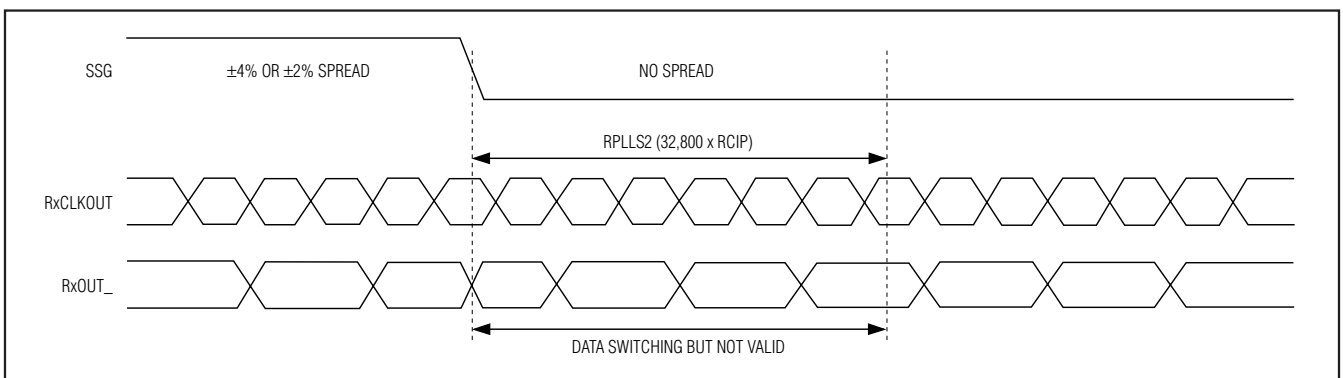 SSG
±4% OR ±2% SPREAD
NO SPREAD
RPLLS2 (32,800 x RCIP)
RxCLKOUT
RxOUT_
DATA SWITCHING BUT NOT VALID